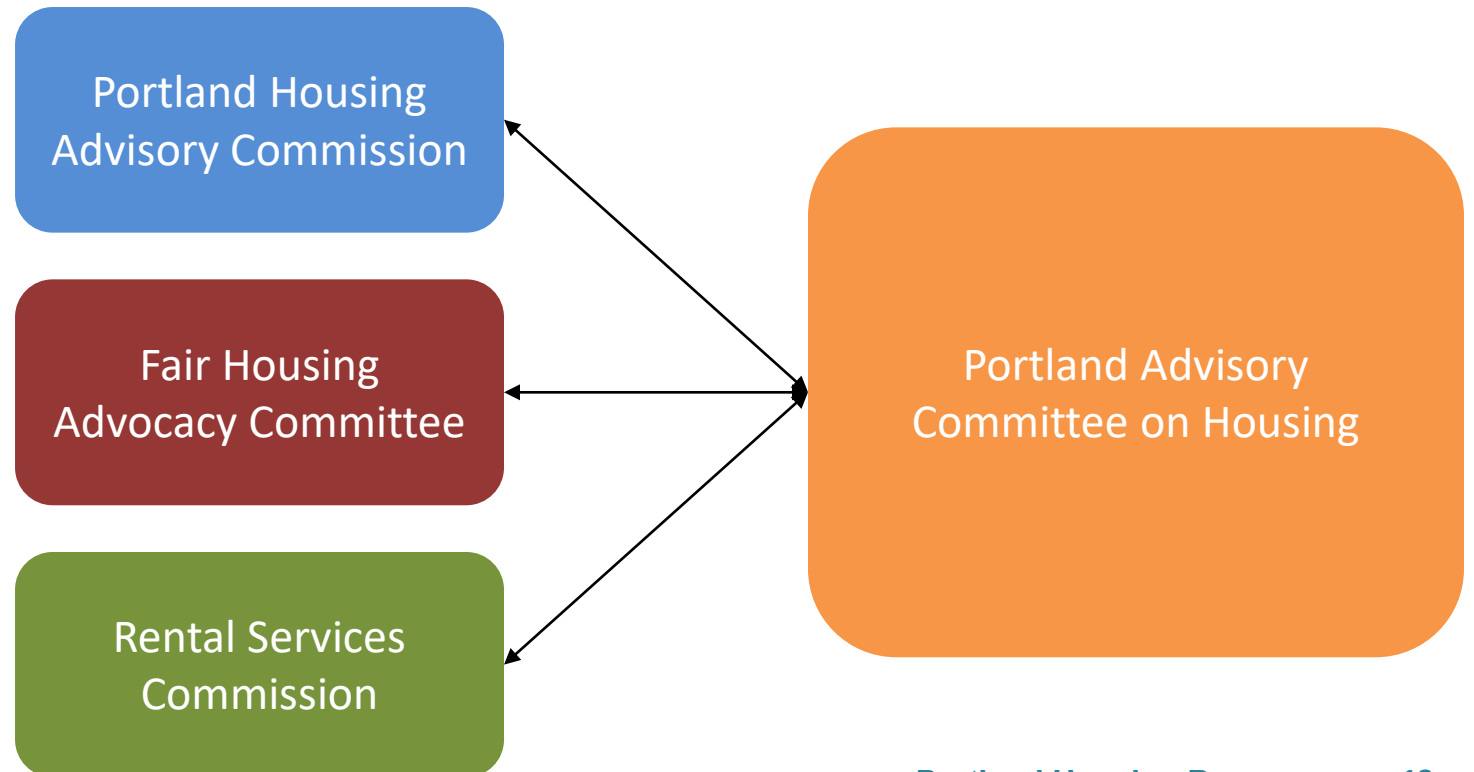 Portland Housing
Advisory Commission
Fair Housing
Advocacy Committee
Rental Services
Commission
Portland Advisory
Committee on Housing